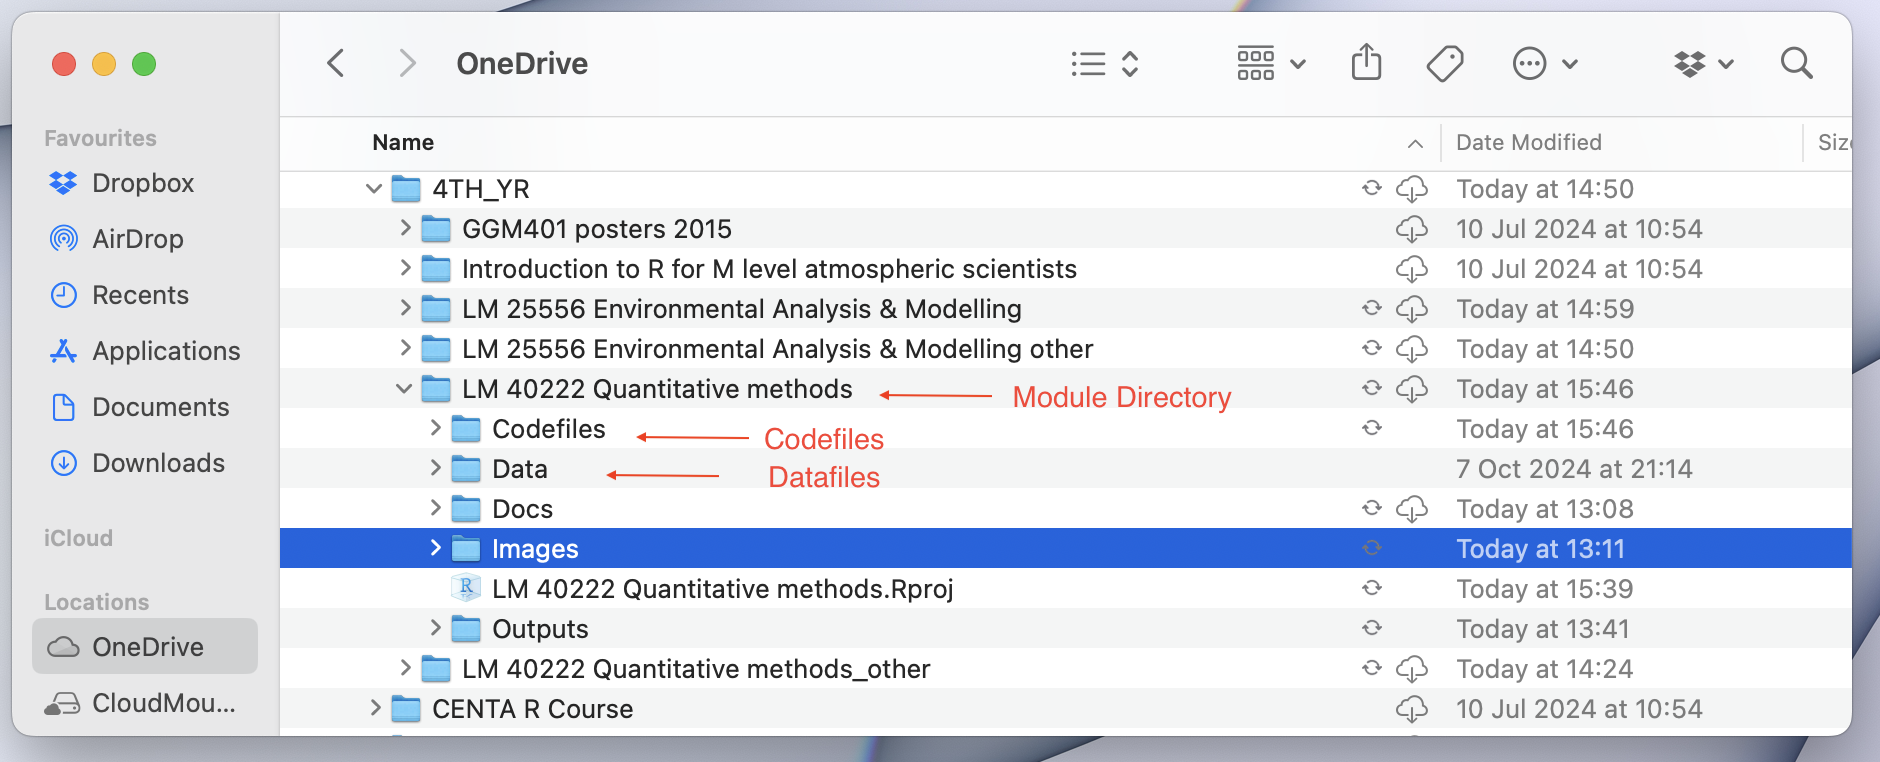 OneDrive
Favourites
Dropbox
AirDrop
Recents
Applications
Documents
Downloads
iCloud
Locations
OneDrive
CloudMou...
Name Date Modified
4TH_YR Today at 14:50
GGM401 posters 2015 10 Jul 2024 at 10:54
Introduction to R for M level atmospheric scientists 10 Jul 2024 at 10:54
LM 25556 Environmental Analysis & Modelling Today at 14:59
LM 25556 Environmental Analysis & Modelling other Today at 14:50
LM 40222 Quantitative methods Module Directory Today at 15:46
Codefiles Codefiles Today at 15:46
Data Datafiles 7 Oct 2024 at 21:14
Docs Today at 13:08
Images Today at 13:11
R LM 40222 Quantitative methods.Rproj Today at 15:39
Outputs Today at 13:41
LM 40222 Quantitative methods_other Today at 14:24
CENTA R Course 10 Jul 2024 at 10:54